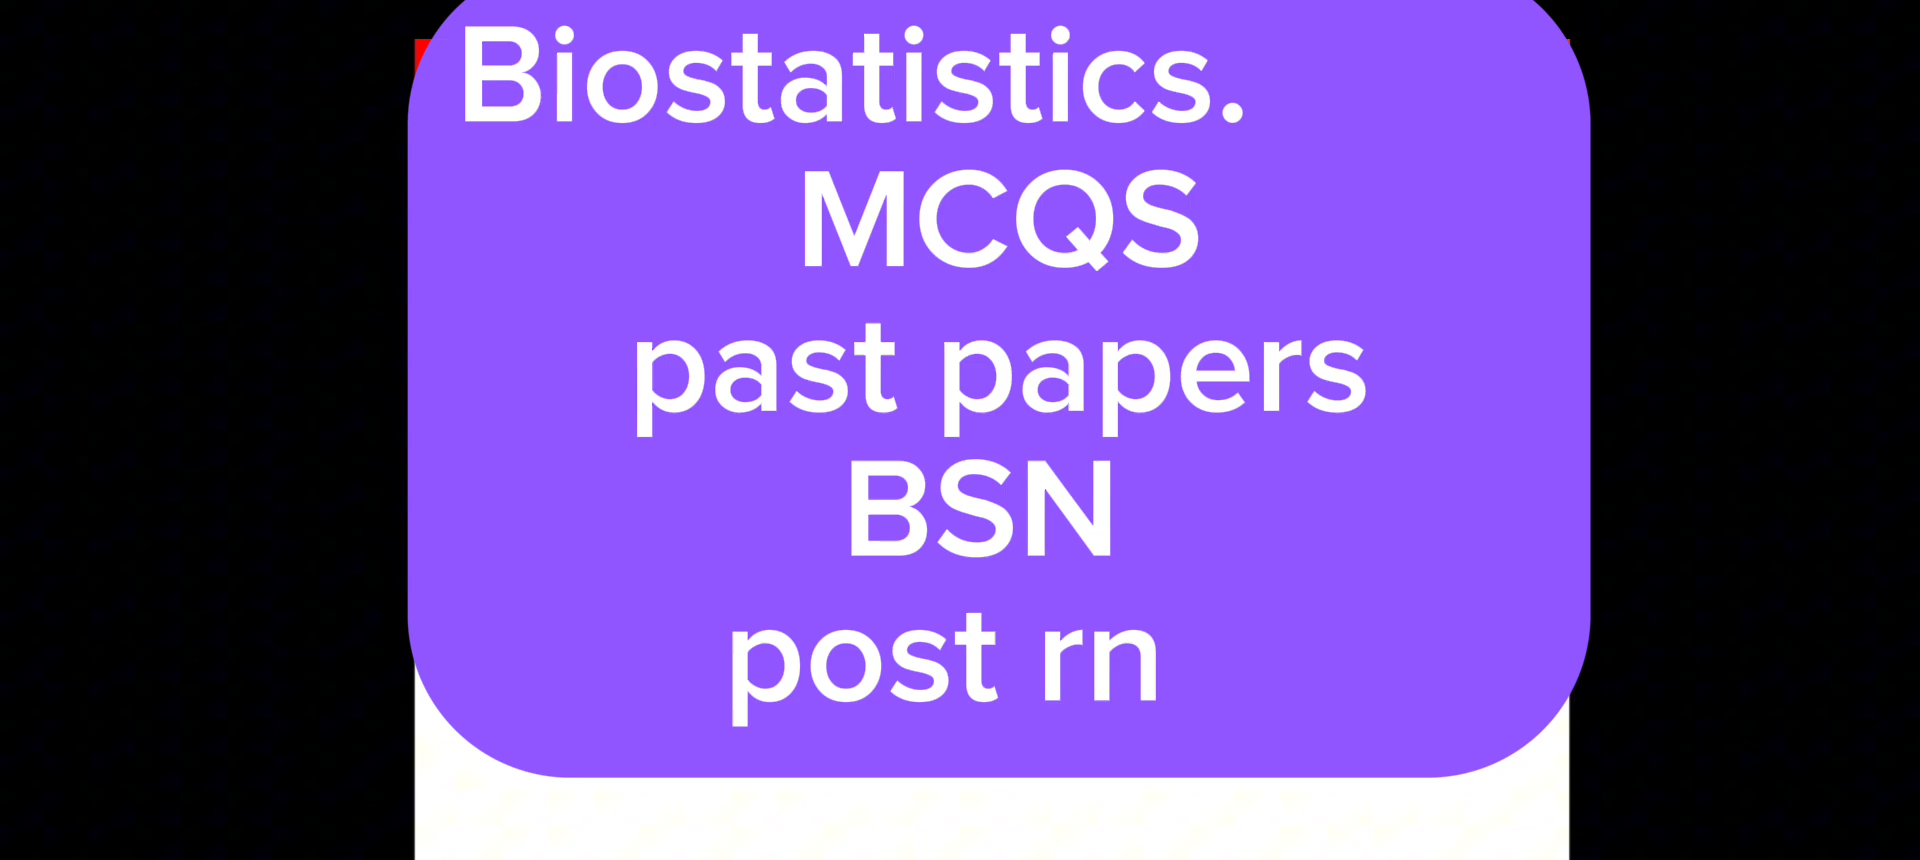 Biostatistics.
MCQS
past papers
BSN
post rn